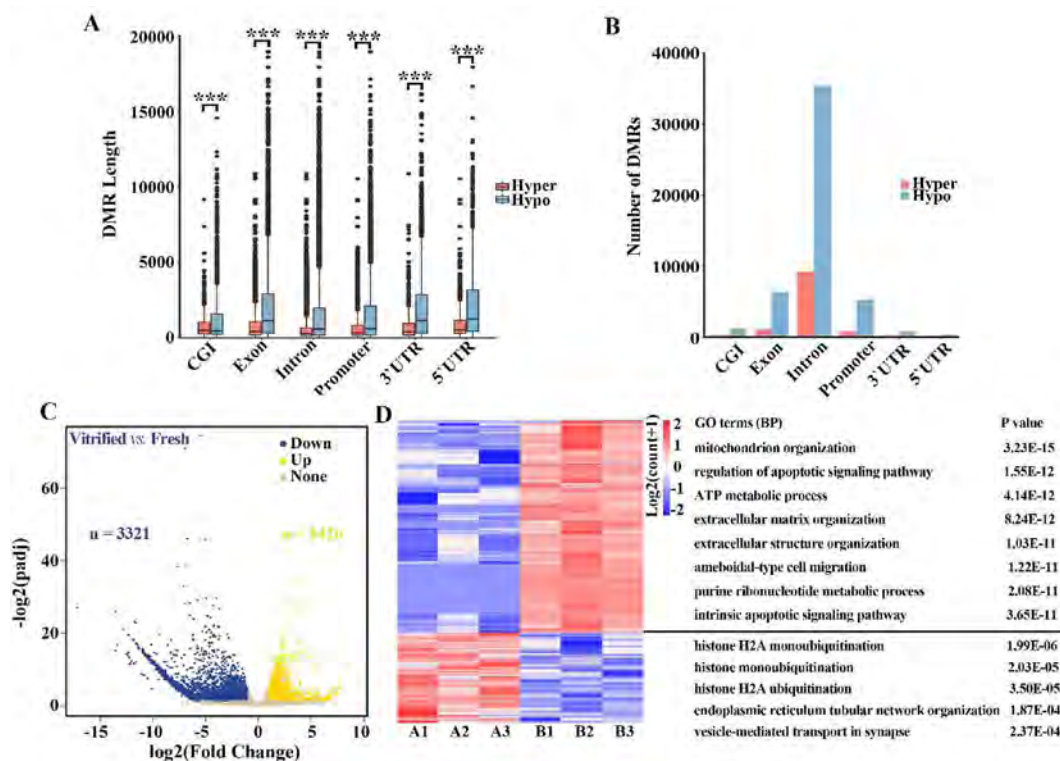 A
DMR Length
20000
15000
10000
5000
0
***
***
***
***
***
***
Hyper
Hypo
CGI
Exon
Intron
Promoter
3`UTR
5`UTR
B
Number of DMRs
40000
30000
20000
10000
0
Hyper
Hypo
CGI
Exon
Intron
Promoter
3`UTR
5`UTR
C
Vitrified vs. Fresh
Down
Up
None
n = 3321
-log2(padj)
60
40
20
0
-15
-10
-5
0
5
10
log2(Fold Change)
D
2
1
0
-1
-2
Log2(count+1)
A1 A2 A3 B1 B2 B3
GO terms (BP) P value
mitochondrion organization 3.23E-15
regulation of apoptotic signaling pathway 1.55E-12
ATP metabolic process 4.14E-12
extracellular matrix organization 8.24E-12
extracellular structure organization 1.03E-11
ameboidal-type cell migration 1.22E-11
purine ribonucleotide metabolic process 2.08E-11
intrinsic apoptotic signaling pathway 3.65E-11
histone H2A monoubiquitination 1.99E-06
histone monoubiquitination 2.03E-05
histone H2A ubiquitination 3.50E-05
endoplasmic reticulum tubular network organization 1.87E-04
vesicle-mediated transport in synapse 2.37E-04